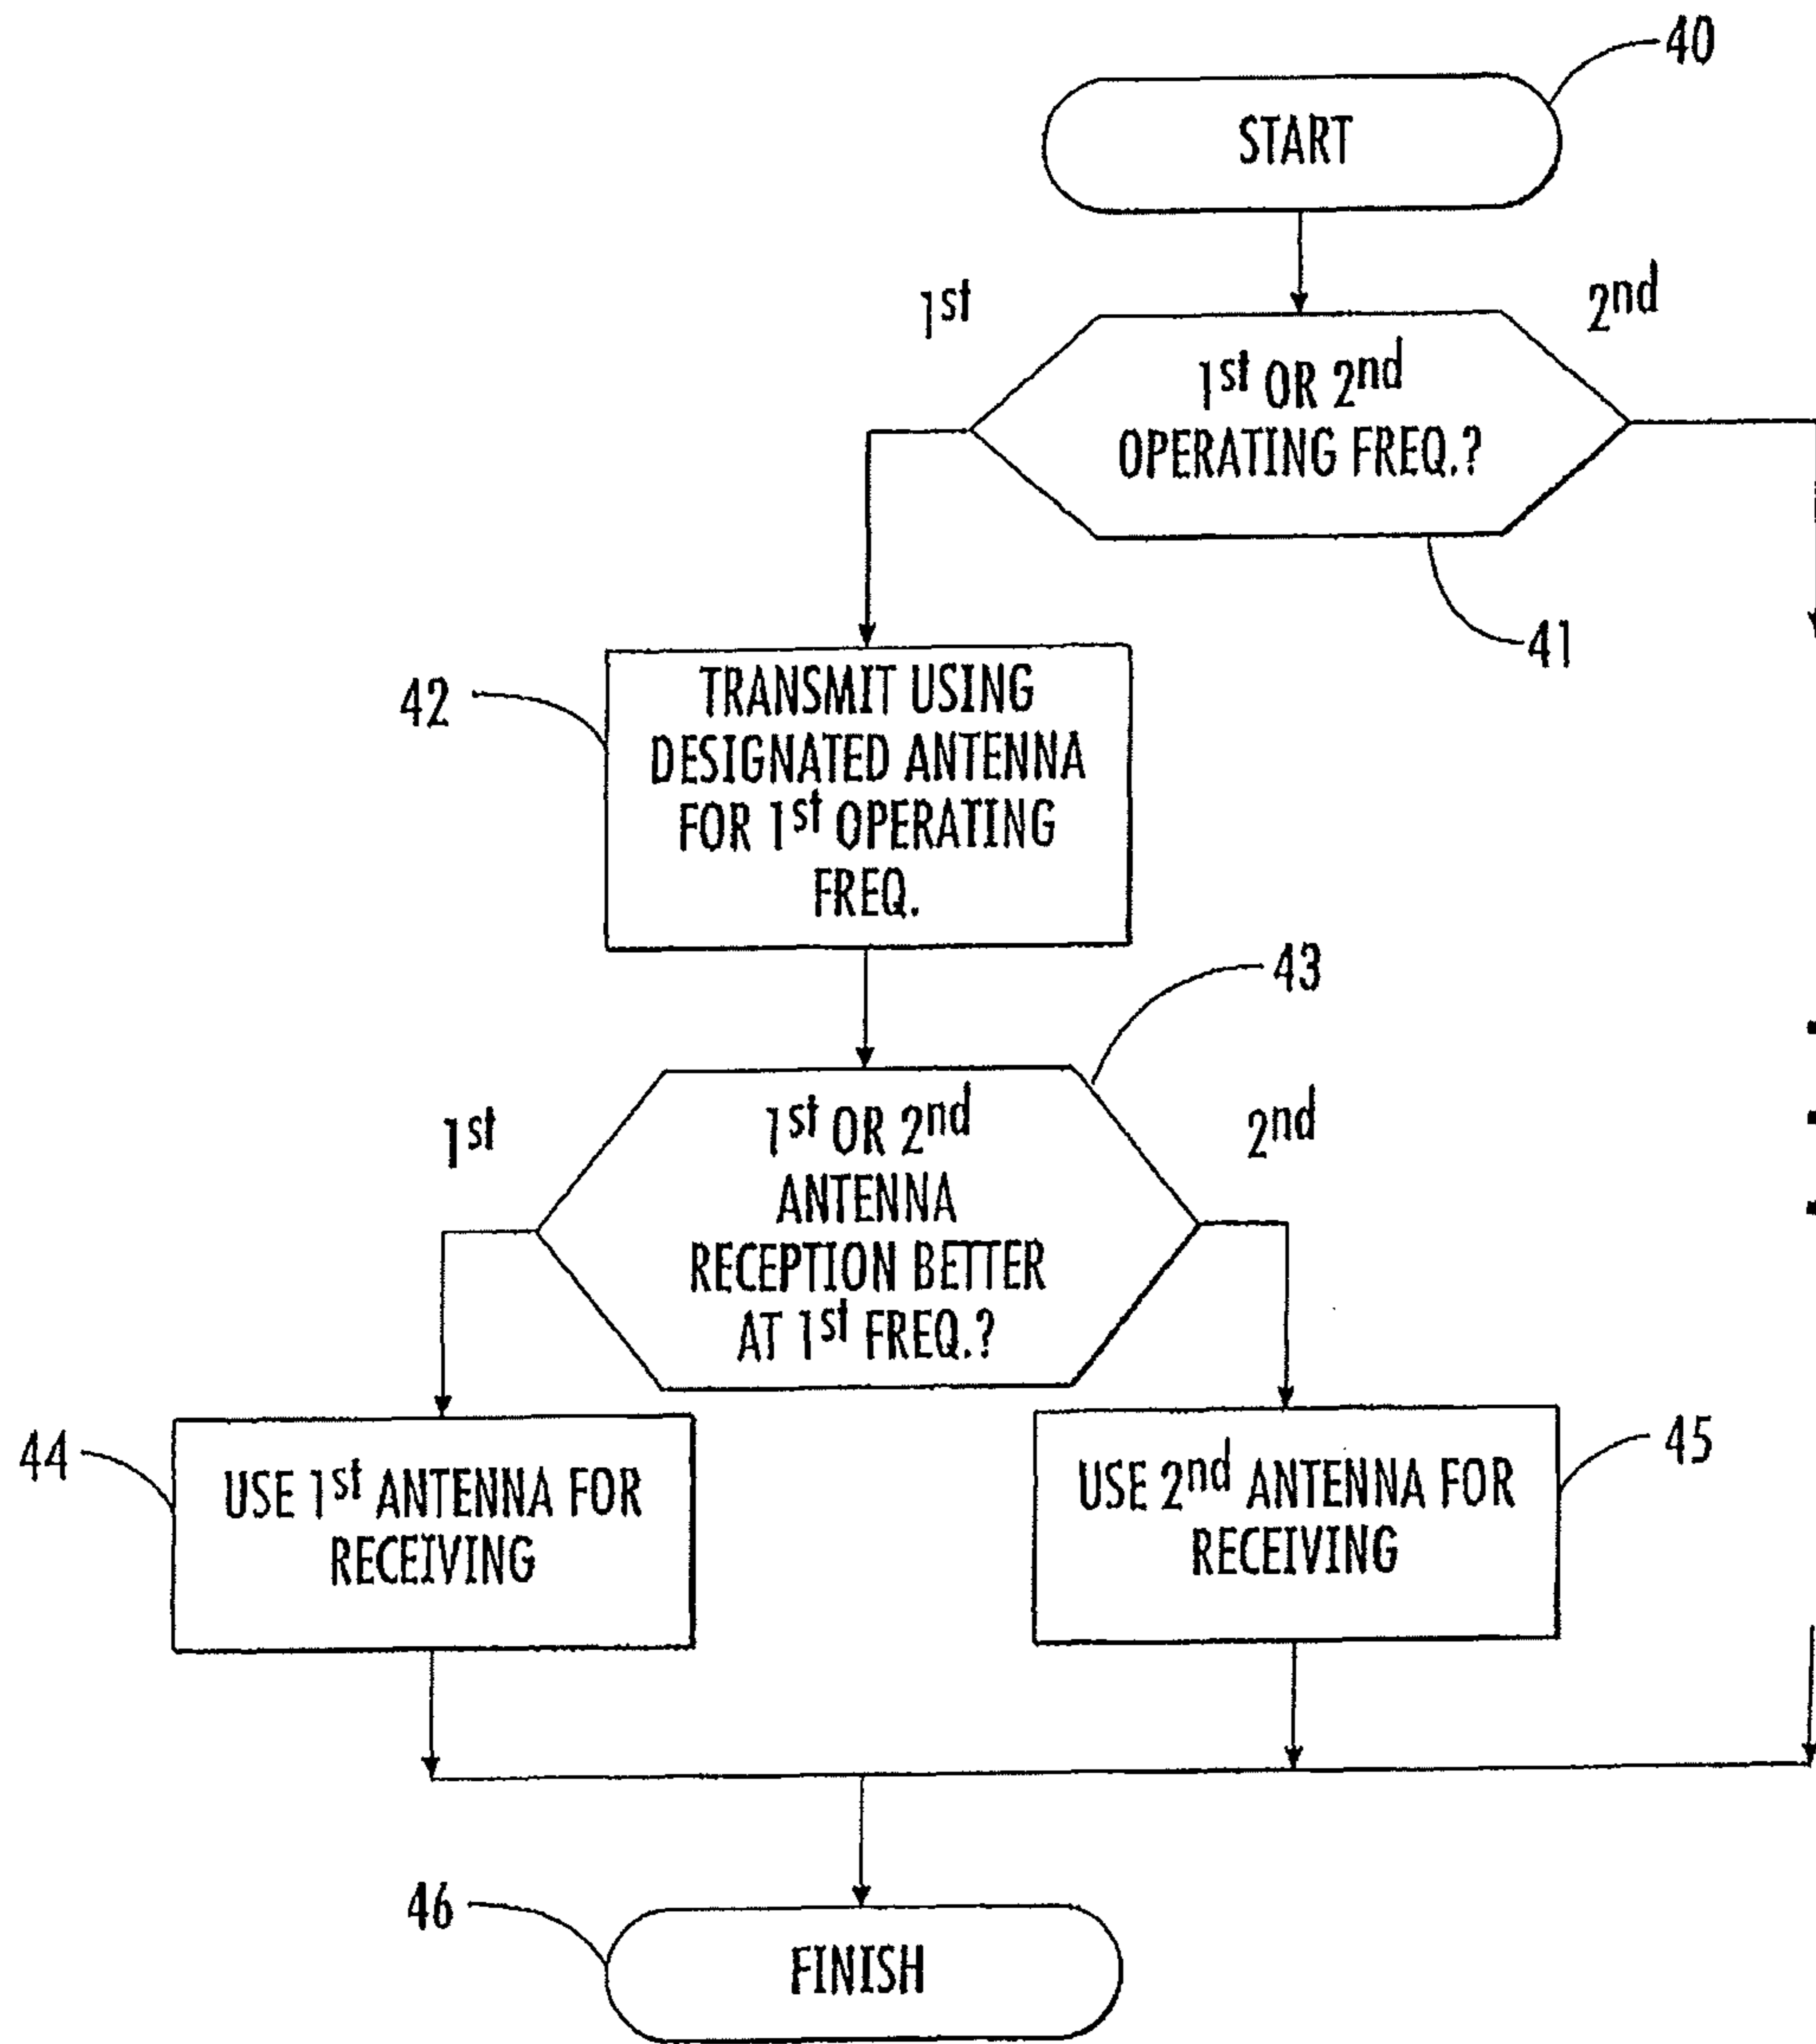 40
START
1st
2nd
1st OR 2nd
OPERATING FREQ.?
41
42
TRANSMIT USING
DESIGNATED ANTENNA
FOR 1st OPERATING
FREQ.
43
1st
1st OR 2nd
2nd
ANTENNA
RECEPTION BETTER
AT 1st FREQ.?
44
USE 1st ANTENNA FOR
RECEIVING
USE 2nd ANTENNA FOR
RECEIVING
45
46
FINISH